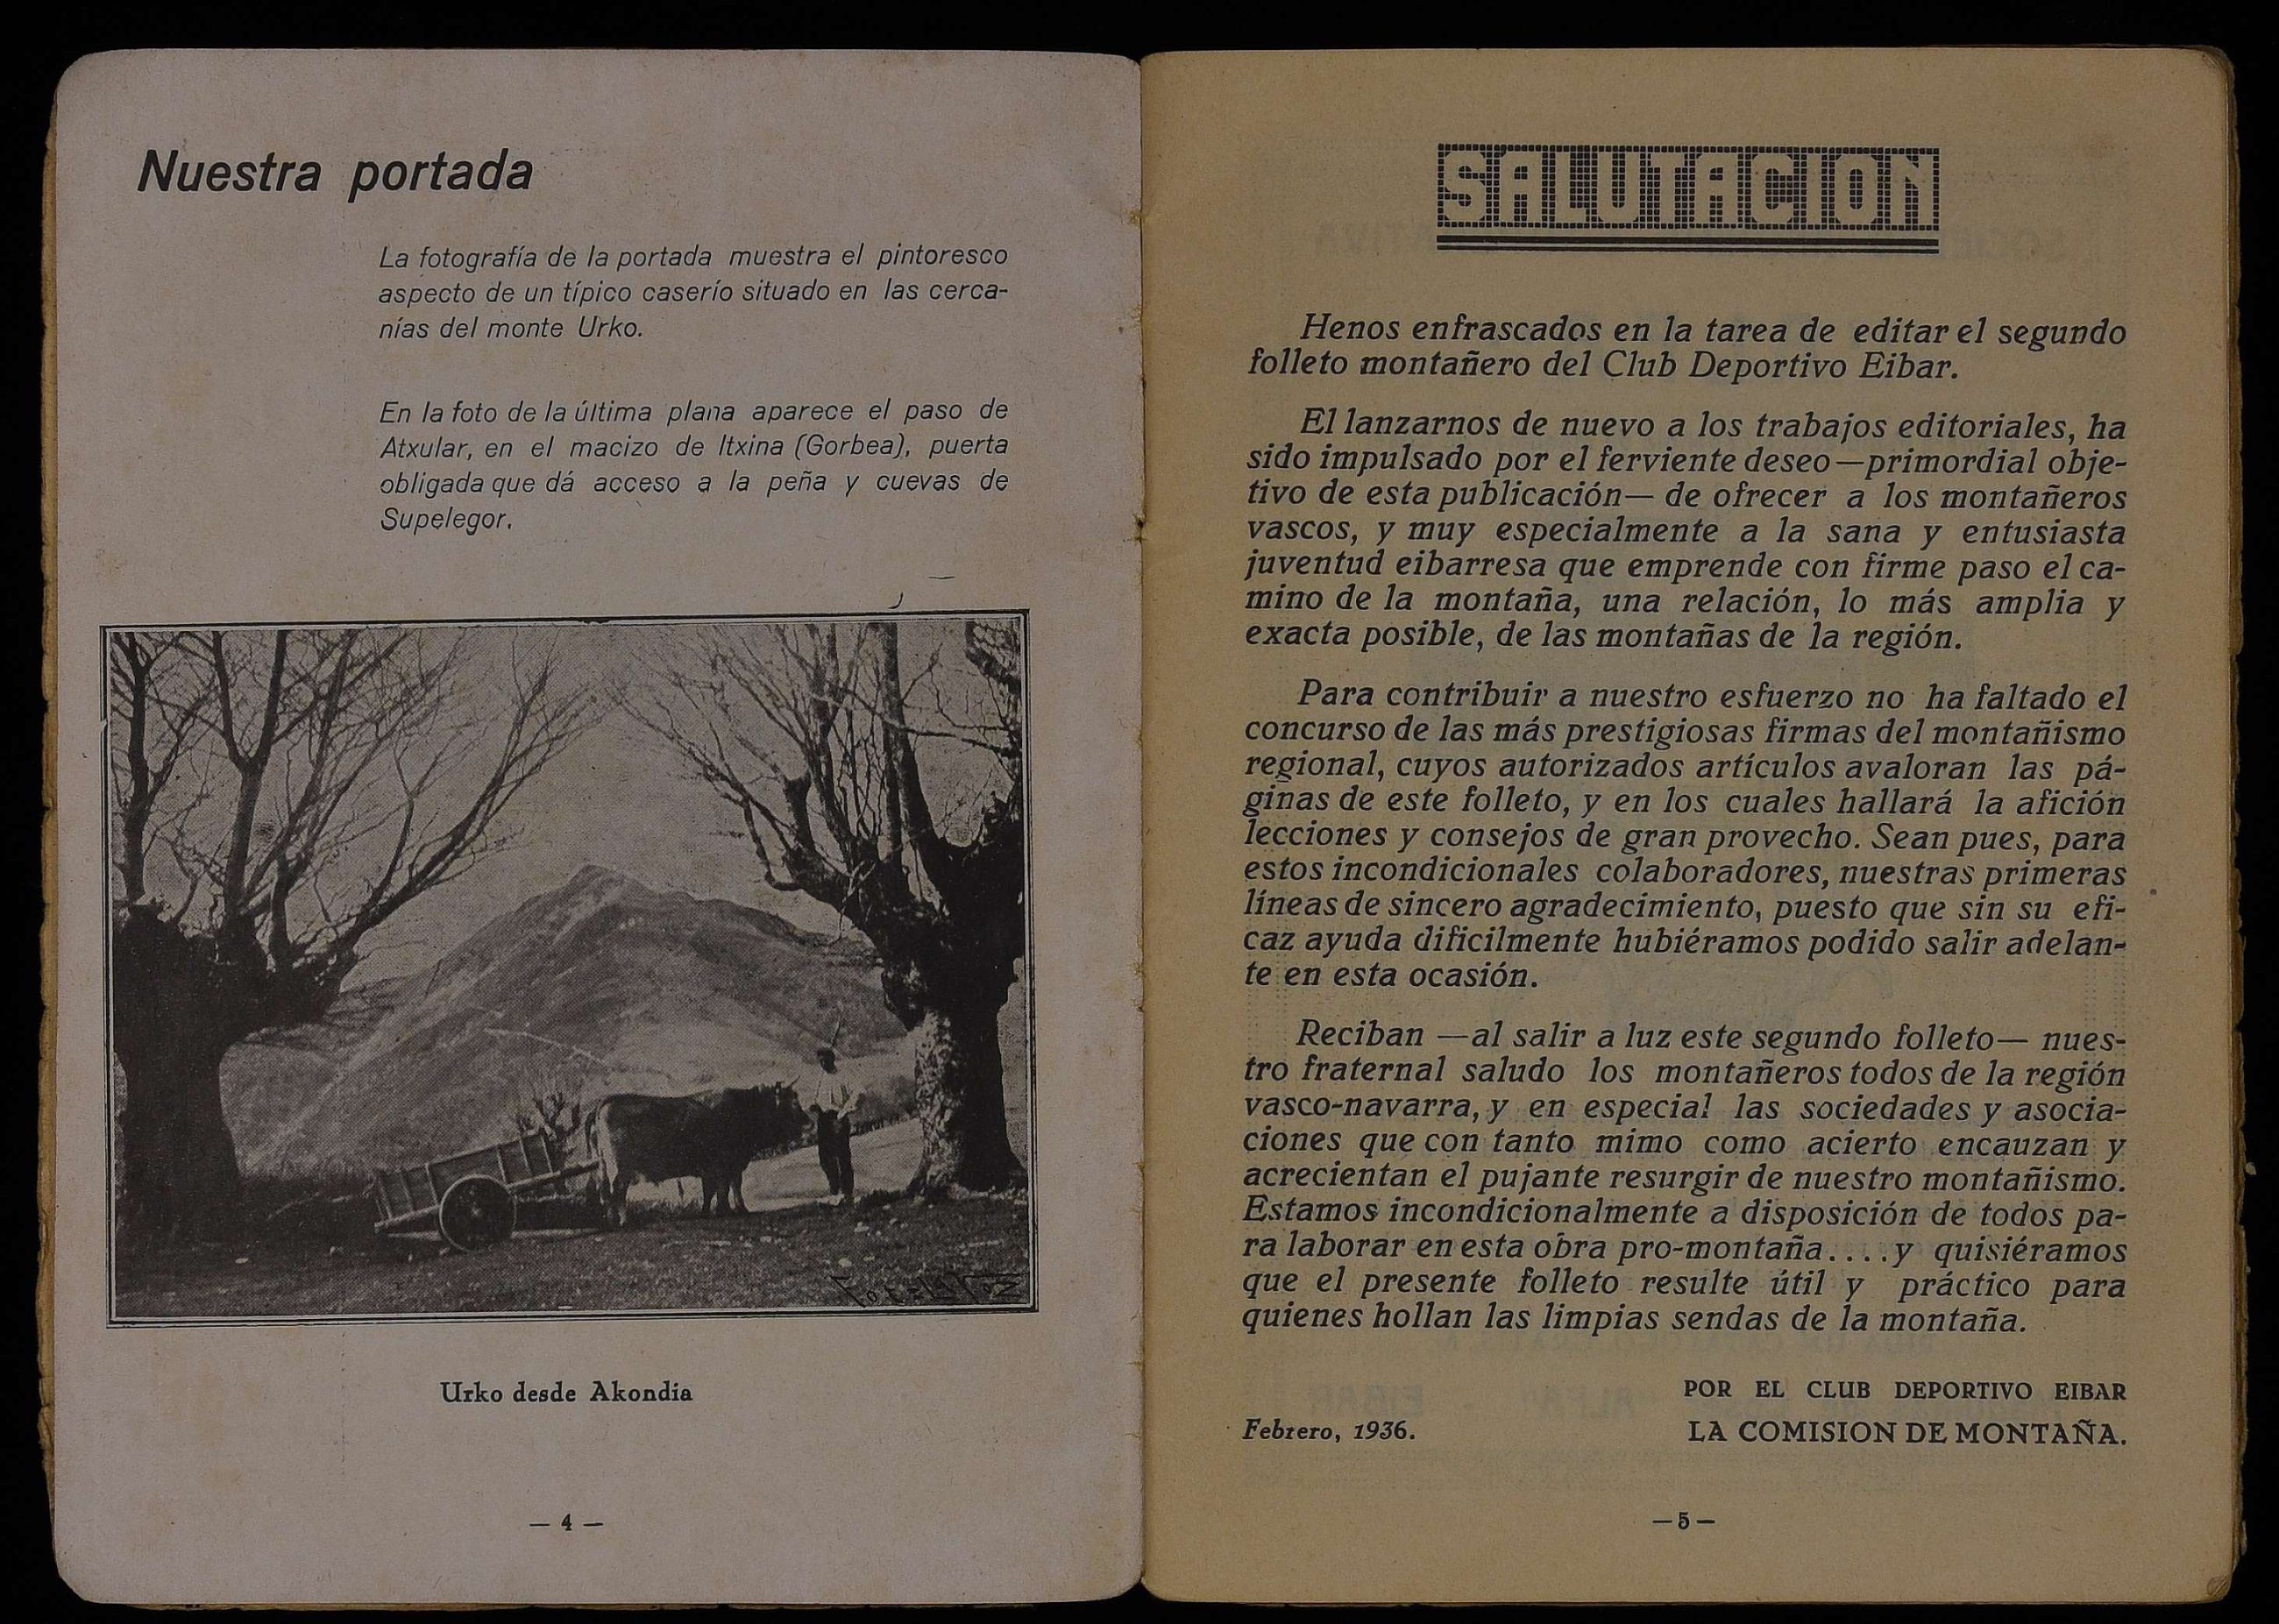 Nuestra portada
La fotografía de la portada muestra el pintoresco
aspecto de un típico caserío situado en las cerca-
nías del monte Urko.
En la foto de la última plana aparece el paso de
Atxular, en el macizo de Itxina (Gorbea), puerta
obligada que dá acceso a la peña y cuevas de
Supelegor.
Urko desde Akondia
— 4 —
SALUTACION
Henos enfrascados en la tarea de editar el segundo
folleto montañero del Club Deportivo Eibar.
El lanzarnos de nuevo a los trabajos editoriales, ha
sido impulsado por el ferviente deseo—primordial obje-
tivo de esta publicación— de ofrecer a los montañeros
vascos, y muy especialmente a la sana y entusiasta
juventud eibarresa que emprende con firme paso el ca-
mino de la montaña, una relación, lo más amplia y
exacta posible, de las montañas de la región.
Para contribuir a nuestro esfuerzo no ha faltado el
concurso de las más prestigiosas firmas del montañismo
regional, cuyos autorizados artículos avaloran las pá-
ginas de este folleto, y en los cuales hallará la afición
lecciones y consejos de gran provecho. Sean pues, para
estos incondicionales colaboradores, nuestras primeras
líneas de sincero agradecimiento, puesto que sin su efi-
caz ayuda dificilmente hubiéramos podido salir adelan-
te en esta ocasión.
Reciban —al salir a luz este segundo folleto— nues-
tro fraternal saludo los montañeros todos de la región
vasco-navarra, y en especial las sociedades y asocia-
ciones que con tanto mimo como acierto encauzan y
acrecientan el pujante resurgir de nuestro montañismo.
Estamos incondicionalmente a disposición de todos pa-
ra laborar en esta obra pro-montaña....y quisiéramos
que el presente folleto resulte útil y práctico para
quienes hollan las limpias sendas de la montaña.
POR EL CLUB DEPORTIVO EIBAR
Febrero, 1936.
LA COMISION DE MONTAÑA.
— 5 —